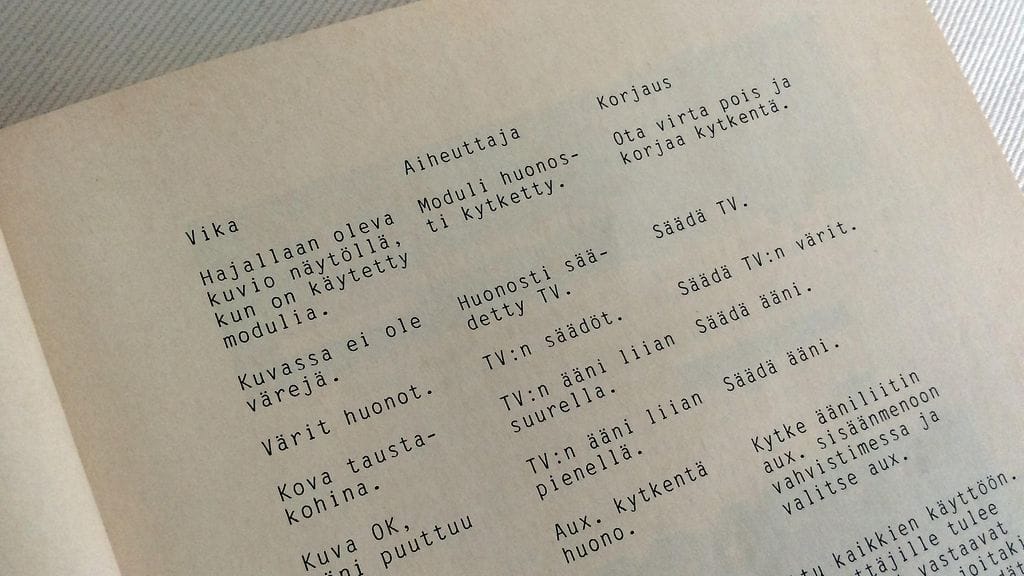 Vika
Aiheuttaja
Korjaus
Hajallaan oleva
kuvio näytöllä,
kun on käytetty
modulia.
Moduli huonos-
ti kytketty.
Ota virta pois ja
korjaa kytkentä.
Kuvassa ei ole
värejä.
Huonosti sää-
detty TV.
Säädä TV.
Värit huonot.
TV:n säädöt.
Säädä TV:n värit.
Kova tausta-
kohina.
TV:n ääni liian
suurella.
Säädä ääni.
Kuva OK,
puuttuu
TV:n ääni liian
pienellä.
Säädä ääni.
Aux. kytkentä
huono.
Kytke ääniliitin
aux. sisäänmenoon
vahvistimessa ja
valitse aux.
kaikkien käyttöön.
tulee
vastaavat